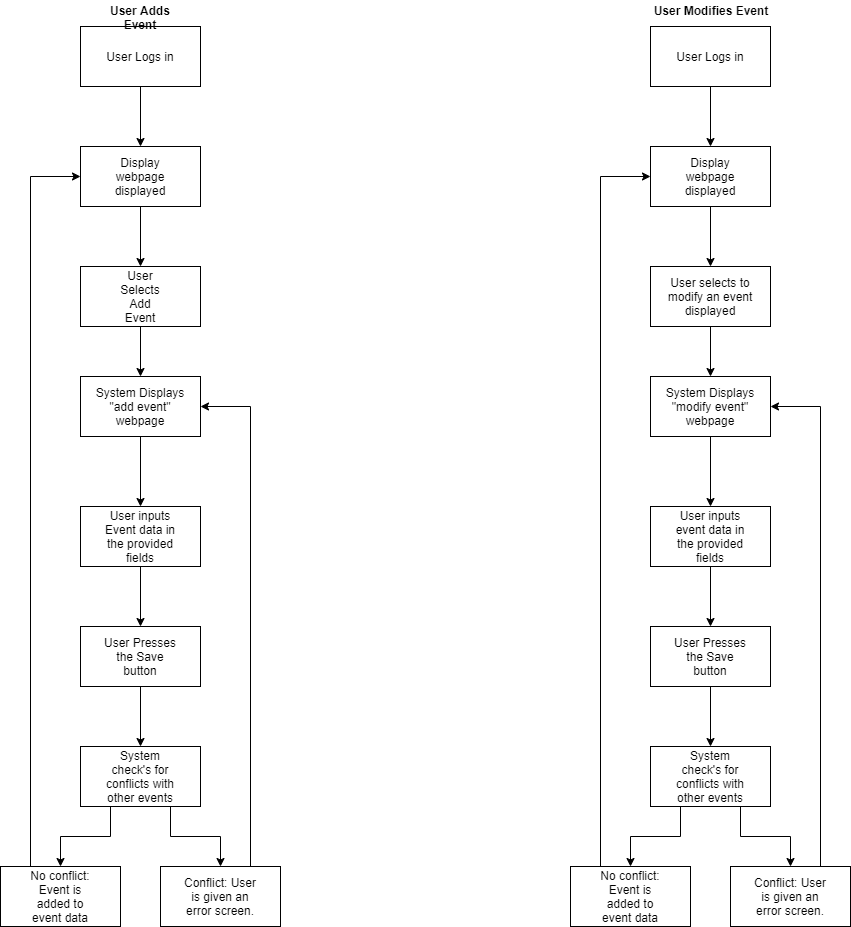 User Adds
Event
User Logs in
Display
webpage
displayed
User
Selects
Add
Event
System Displays
"add event"
webpage
User inputs
Event data in
the provided
fields
User Presses
the Save
button
System
check's for
conflicts with
other events
No conflict:
Event is
added to
event data
Conflict: User
is given an
error screen.
User Modifies Event
User Logs in
Display
webpage
displayed
User selects to
modify an event
displayed
System Displays
"modify event"
webpage
User inputs
event data in
the provided
fields
User Presses
the Save
button
System
check's for
conflicts with
other events
No conflict:
Event is
added to
event data
Conflict: User
is given an
error screen.